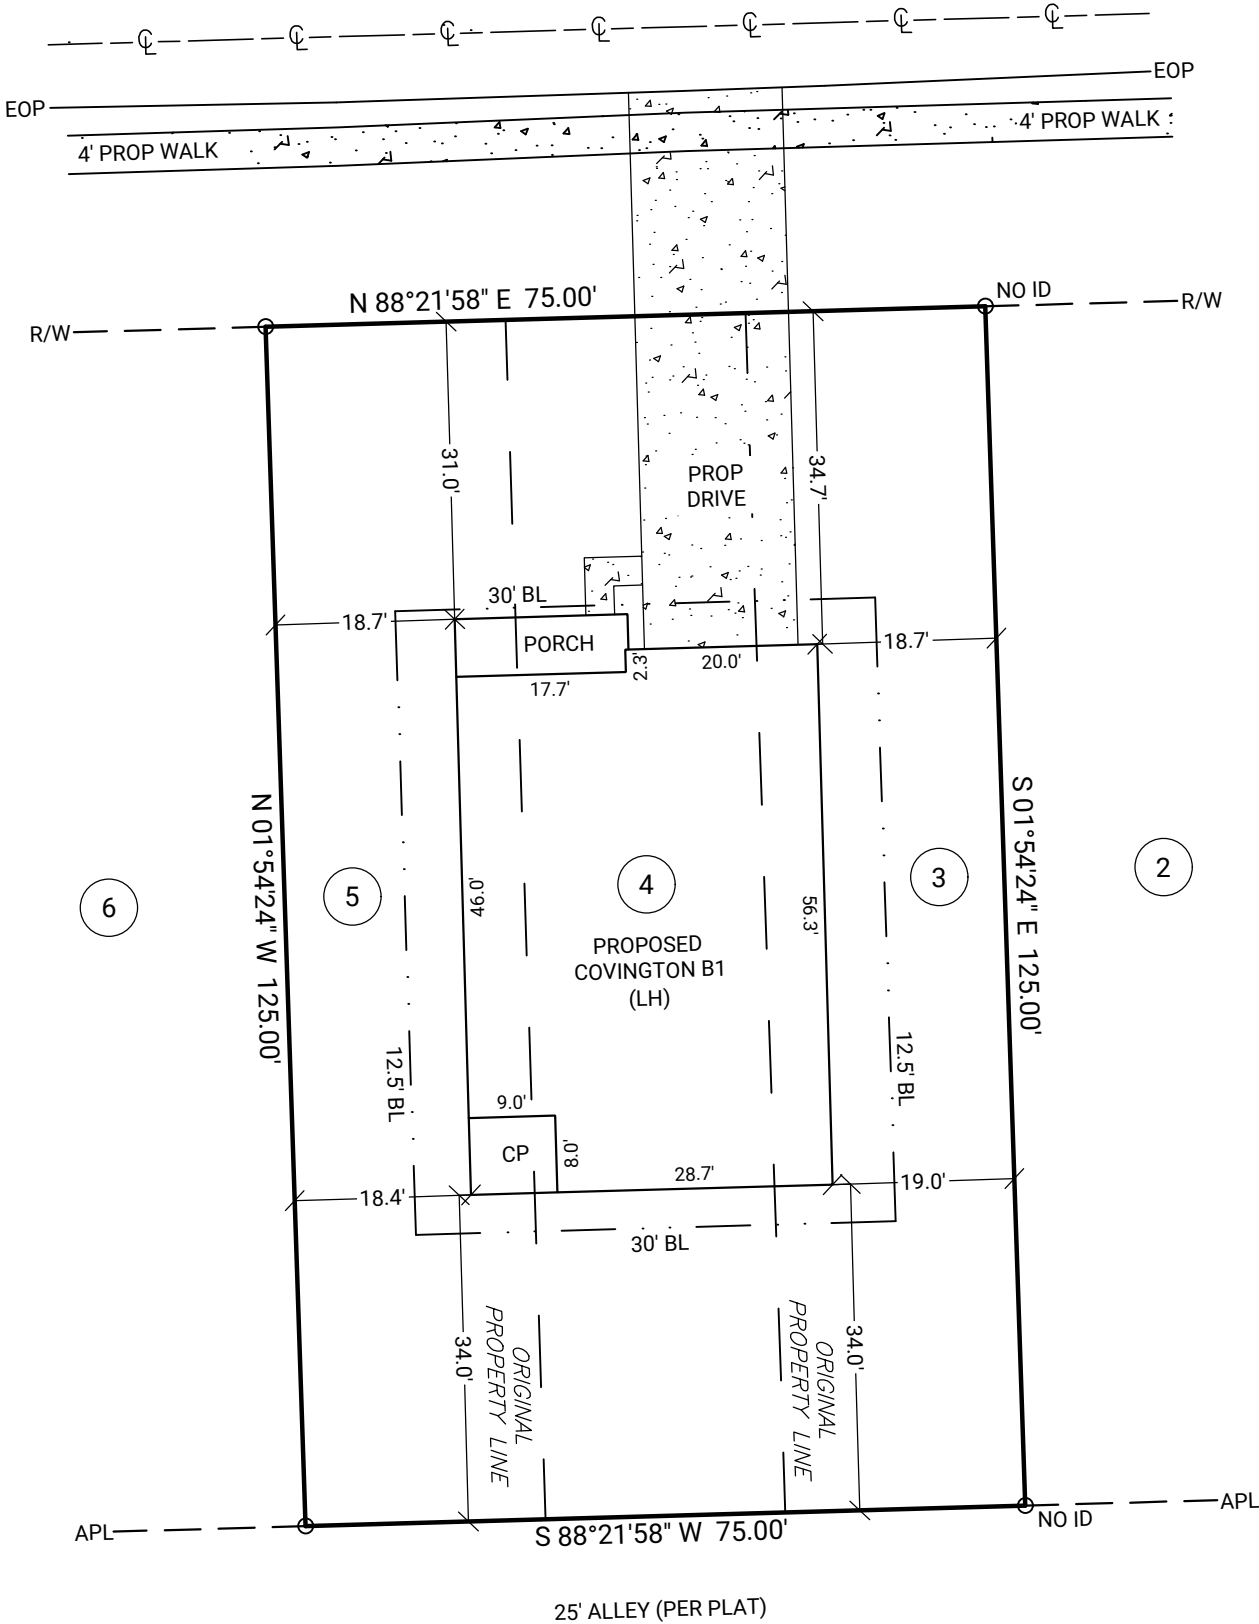 ℄ ℄ ℄ ℄ ℄ ℄ ℄
EOP
EOP
4' PROP WALK
4' PROP WALK
N 88°21'58" E 75.00'
NO ID
R/W
R/W
31.0'
34.7'
PROP
DRIVE
30' BL
18.7'
PORCH
2.3'
20.0'
18.7'
17.7'
N 01°54'24" W 125.00'
S 01°54'24" E 125.00'
6
5
46.0'
4
56.3'
3
2
PROPOSED
COVINGTON B1
(LH)
12.5' BL
12.5' BL
9.0'
CP
8.0'
28.7'
18.4'
19.0'
30' BL
34.0'
ORIGINAL
PROPERTY LINE
ORIGINAL
PROPERTY LINE
34.0'
APL
APL
NO ID
S 88°21'58" W 75.00'
25' ALLEY (PER PLAT)